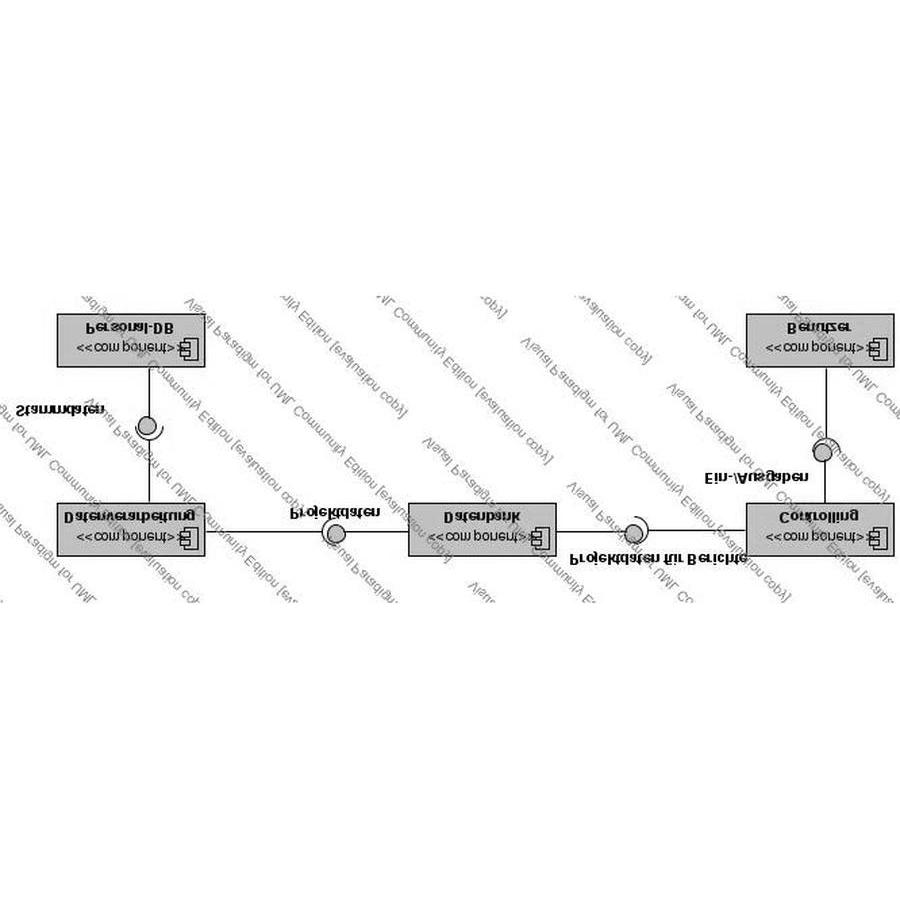 Personal-DB
<<component>>
Benutzer
<<component>>
Stammdaten
Ein-/Ausgaben
Datenverarbeitung
<<component>>
Projektdaten
Datenbank
<<component>>
Controlling
<<component>>
Projektdaten für Berichte
Visual Paradigm for UML Community Edition [evaluation copy]